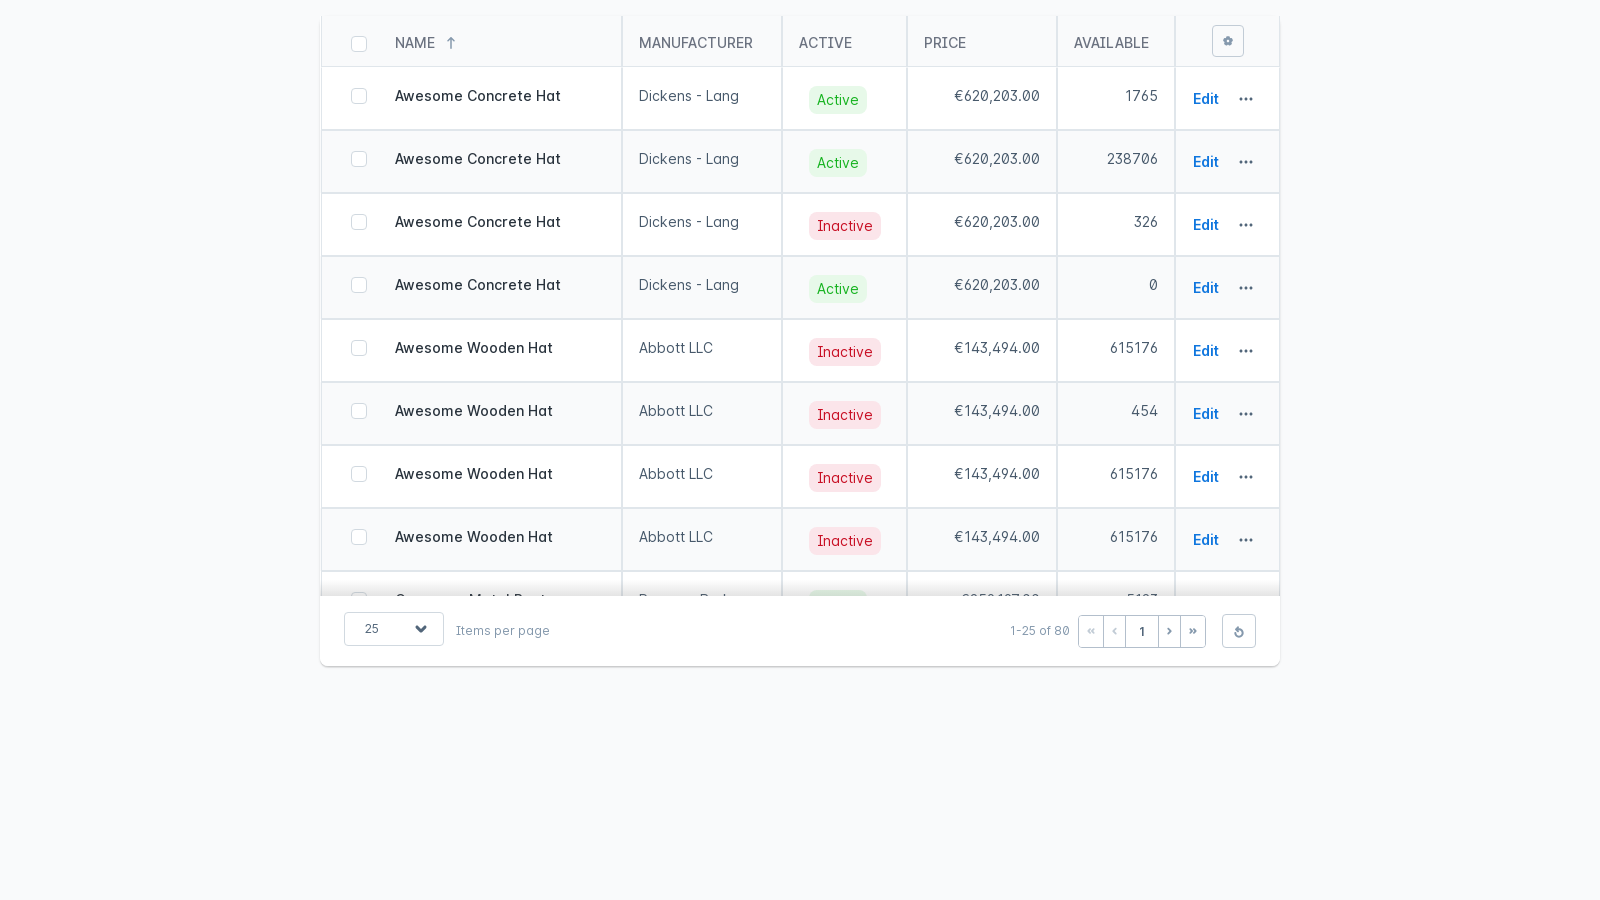 NAME MANUFACTURER ACTIVE PRICE AVAILABLE
Awesome Concrete Hat Dickens - Lang Active €620,203.00 1765 Edit
Awesome Concrete Hat Dickens - Lang Active €620,203.00 238706 Edit
Awesome Concrete Hat Dickens - Lang Inactive €620,203.00 326 Edit
Awesome Concrete Hat Dickens - Lang Active €620,203.00 0 Edit
Awesome Wooden Hat Abbott LLC Inactive €143,494.00 615176 Edit
Awesome Wooden Hat Abbott LLC Inactive €143,494.00 454 Edit
Awesome Wooden Hat Abbott LLC Inactive €143,494.00 615176 Edit
Awesome Wooden Hat Abbott LLC Inactive €143,494.00 615176 Edit
25 Items per page 1-25 of 80 « ‹ 1 › »